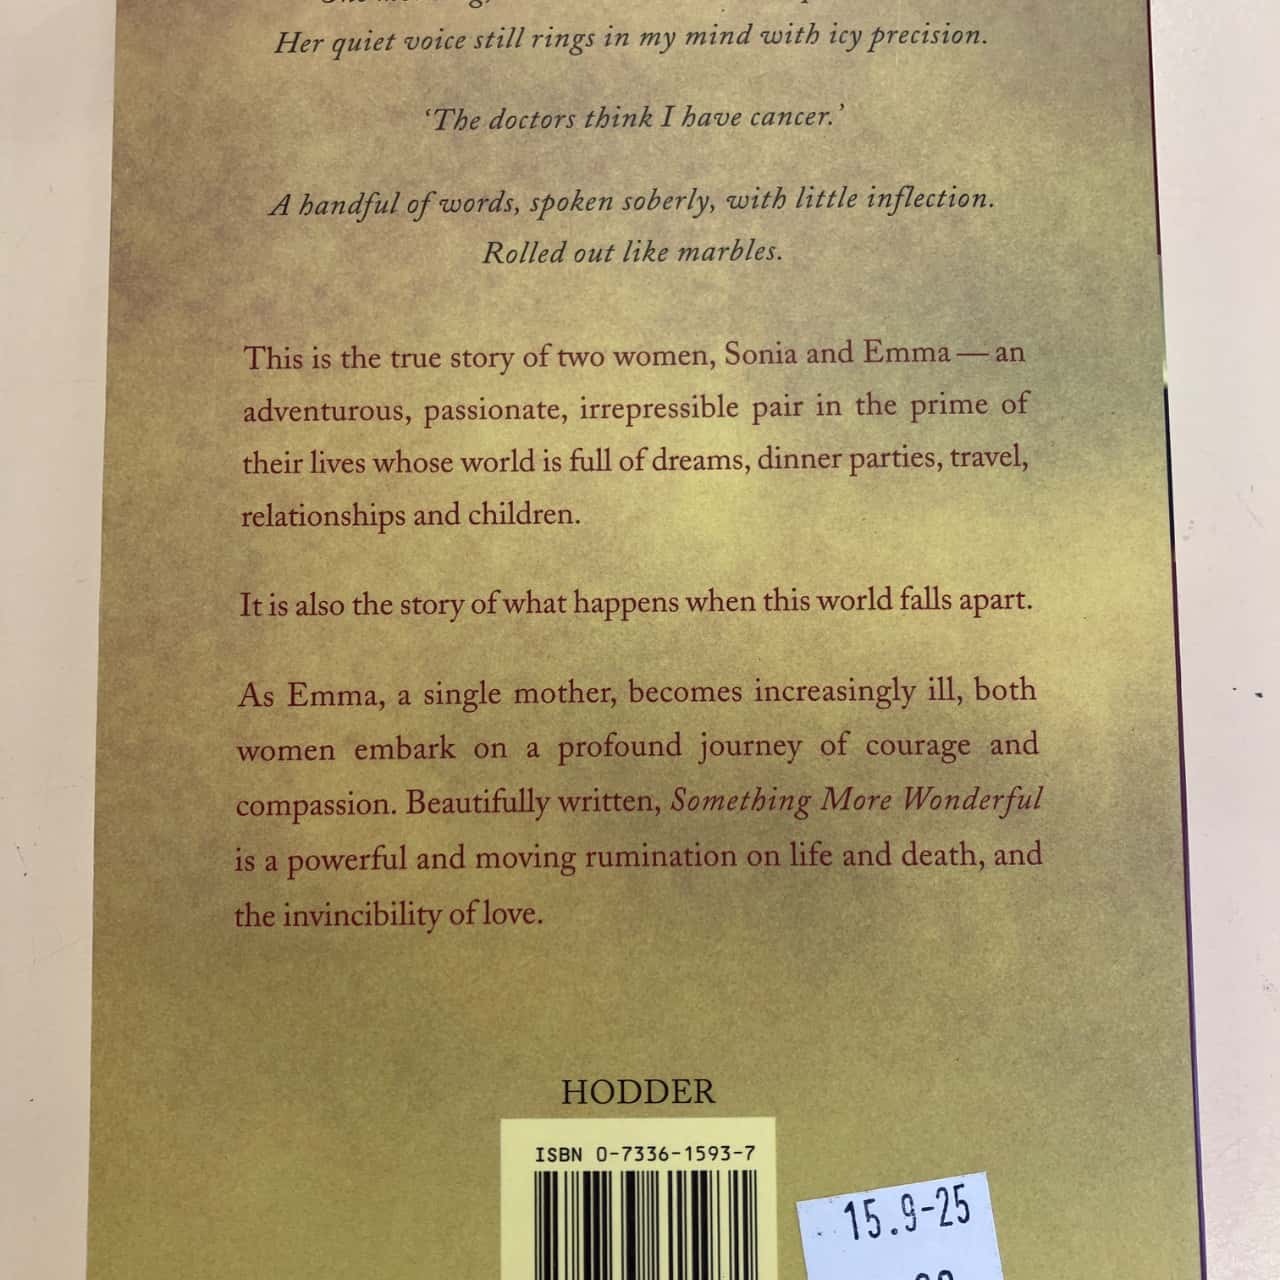 Her quiet voice still rings in my mind with icy precision.
‘The doctors think I have cancer.’
A handful of words, spoken soberly, with little inflection.
Rolled out like marbles.
This is the true story of two women, Sonia and Emma — an
adventurous, passionate, irrepressible pair in the prime of
their lives whose world is full of dreams, dinner parties, travel,
relationships and children.
It is also the story of what happens when this world falls apart.
As Emma, a single mother, becomes increasingly ill, both
women embark on a profound journey of courage and
compassion. Beautifully written, Something More Wonderful
is a powerful and moving rumination on life and death, and
the invincibility of love.
HODDER
ISBN 0-7336-1593-7
15.9-25